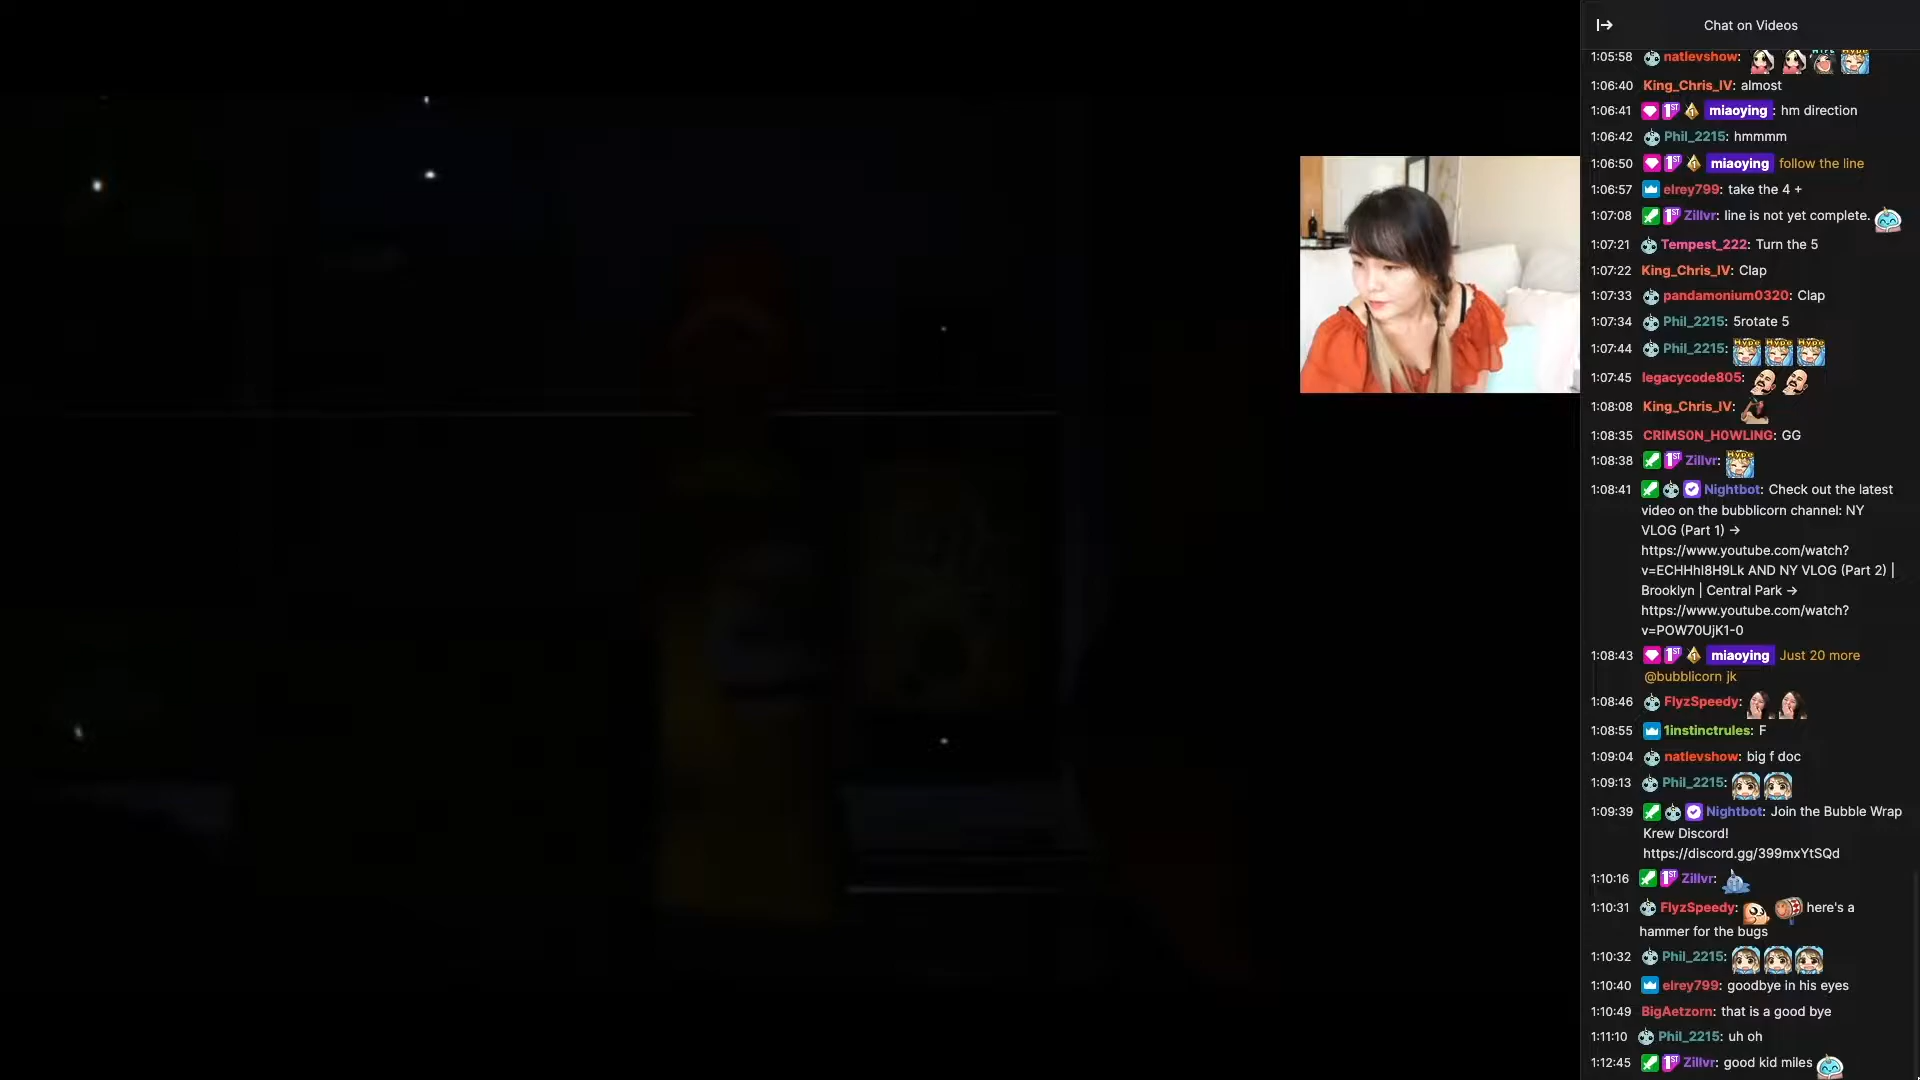 Chat on Videos
1:05:58 natlevshow:
1:06:40 King_Chris_IV: almost
1:06:41 miaoying : hm direction
1:06:42 Phil_2215: hmmmm
1:06:50 miaoying follow the line
1:06:57 elrey799: take the 4 +
1:07:08 Zillvr: line is not yet complete.
1:07:21 Tempest_222: Turn the 5
1:07:22 King_Chris_IV: Clap
1:07:33 pandamonium0320: Clap
1:07:34 Phil_2215: 5rotate 5
1:07:44 Phil_2215: HYPE HYPE HYPE
1:07:45 legacycode805:
1:08:08 King_Chris_IV:
1:08:35 CRIMS0N_H0WLING: GG
1:08:38 Zillvr: HYPE
1:08:41 Nightbot: Check out the latest
video on the bubblicorn channel: NY
VLOG (Part 1) →
https://www.youtube.com/watch?
v=ECHHhI8H9Lk AND NY VLOG (Part 2) |
Brooklyn | Central Park →
https://www.youtube.com/watch?
v=POW70UjK1-0
1:08:43 miaoying Just 20 more
@bubblicorn jk
1:08:46 FlyzSpeedy:
1:08:55 1instinctrules: F
1:09:04 natlevshow: big f doc
1:09:13 Phil_2215:
1:09:39 Nightbot: Join the Bubble Wrap
Krew Discord!
https://discord.gg/399mxYtSQd
1:10:16 Zillvr:
1:10:31 FlyzSpeedy: here's a
hammer for the bugs
1:10:32 Phil_2215:
1:10:40 elrey799: goodbye in his eyes
1:10:49 BigAetzorn: that is a good bye
1:11:10 Phil_2215: uh oh
1:12:45 Zillvr: good kid miles